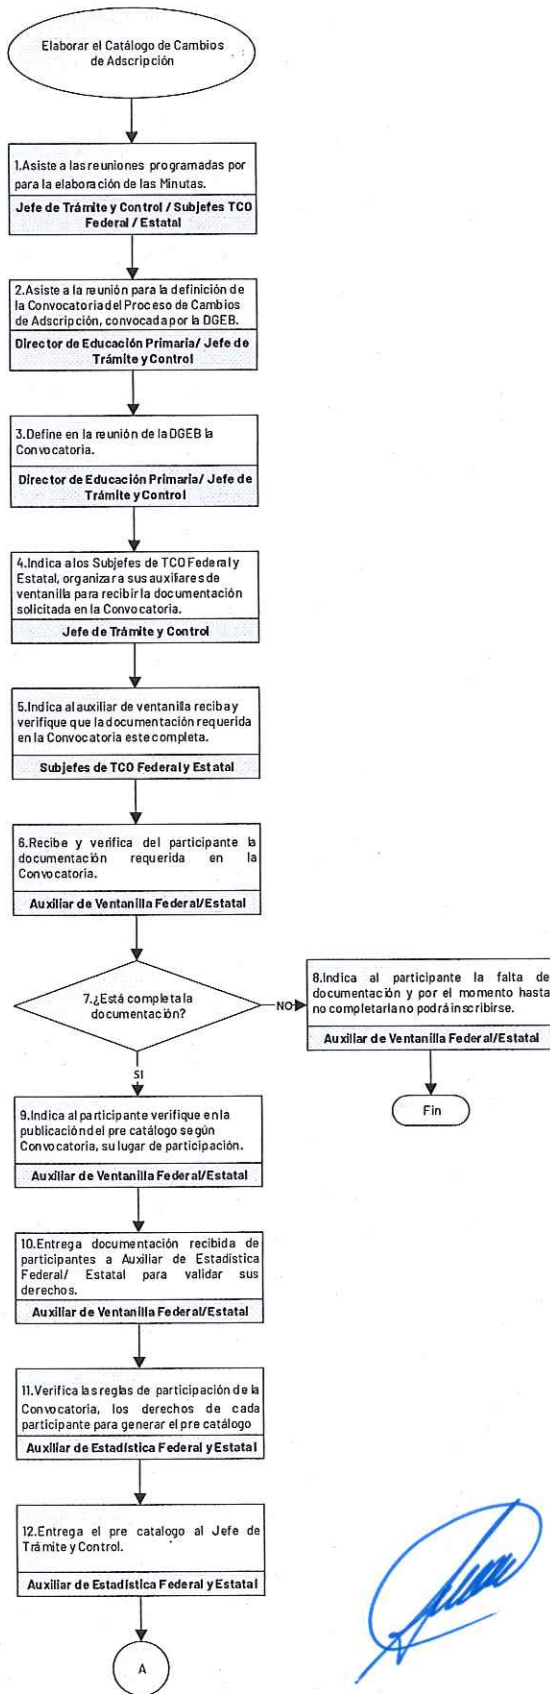 Elaborar el Catálogo de Cambios
de Adscripción
1.Asiste a las reuniones programadas por
para la elaboración de las Minutas.
Jefe de Trámite y Control / Subjefes TCO
Federal / Estatal
2.Asiste a la reunión para la definición de
la Convocatoria del Proceso de Cambios
de Adscripción, convocada por la DGEB.
Director de Educación Primaria/ Jefe de
Trámite y Control
3.Define en la reunión de la DGEB la
Convocatoria.
Director de Educación Primaria/ Jefe de
Trámite y Control
4.Indica a los Subjefes de TCO Federal y
Estatal, organizar a sus auxiliares de
ventanilla para recibir la documentación
solicitada en la Convocatoria.
Jefe de Trámite y Control
5.Indica al auxiliar de ventanilla reciba y
verifique que la documentación requerida
en la Convocatoria este completa.
Subjefes de TCO Federal y Estatal
6.Recibe y verifica del participante la
documentación requerida en la
Convocatoria.
Auxiliar de Ventanilla Federal/Estatal
7.¿Está completa la
documentación?
NO
8.Indica al participante la falta de
documentación y por el momento hasta
no completarla no podrá inscribirse.
Auxiliar de Ventanilla Federal/Estatal
Fin
SI
9.Indica al participante verifique en la
publicación del pre catálogo según
Convocatoria, su lugar de participación.
Auxiliar de Ventanilla Federal/Estatal
10.Entrega documentación recibida de
participantes a Auxiliar de Estadística
Federal/ Estatal para validar sus
derechos.
Auxiliar de Ventanilla Federal/Estatal
11.Verifica las reglas de participación de la
Convocatoria, los derechos de cada
participante para generar el pre catálogo
Auxiliar de Estadística Federal y Estatal
12.Entrega el pre catalogo al Jefe de
Trámite y Control.
Auxiliar de Estadística Federal y Estatal
A